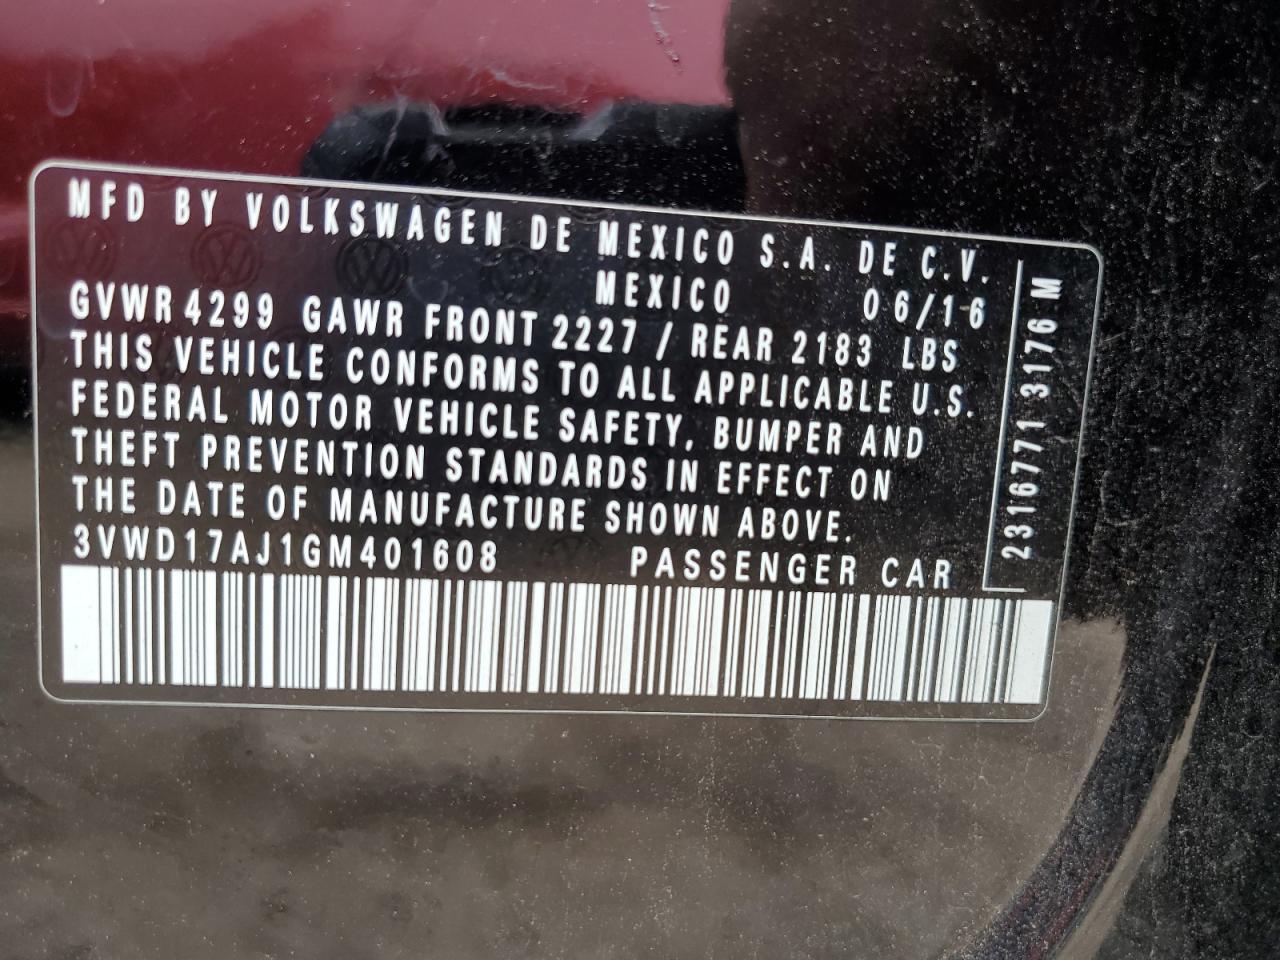 MFD BY VOLKSWAGEN DE MEXICO S.A. DE C.V.
MEXICO 06/16
GVWR 4299 GAWR FRONT 2227 / REAR 2183 LBS
THIS VEHICLE CONFORMS TO ALL APPLICABLE U.S.
FEDERAL MOTOR VEHICLE SAFETY, BUMPER AND
THEFT PREVENTION STANDARDS IN EFFECT ON
THE DATE OF MANUFACTURE SHOWN ABOVE.
3VWD17AJ1GM401608 PASSENGER CAR
2316771 3176 M